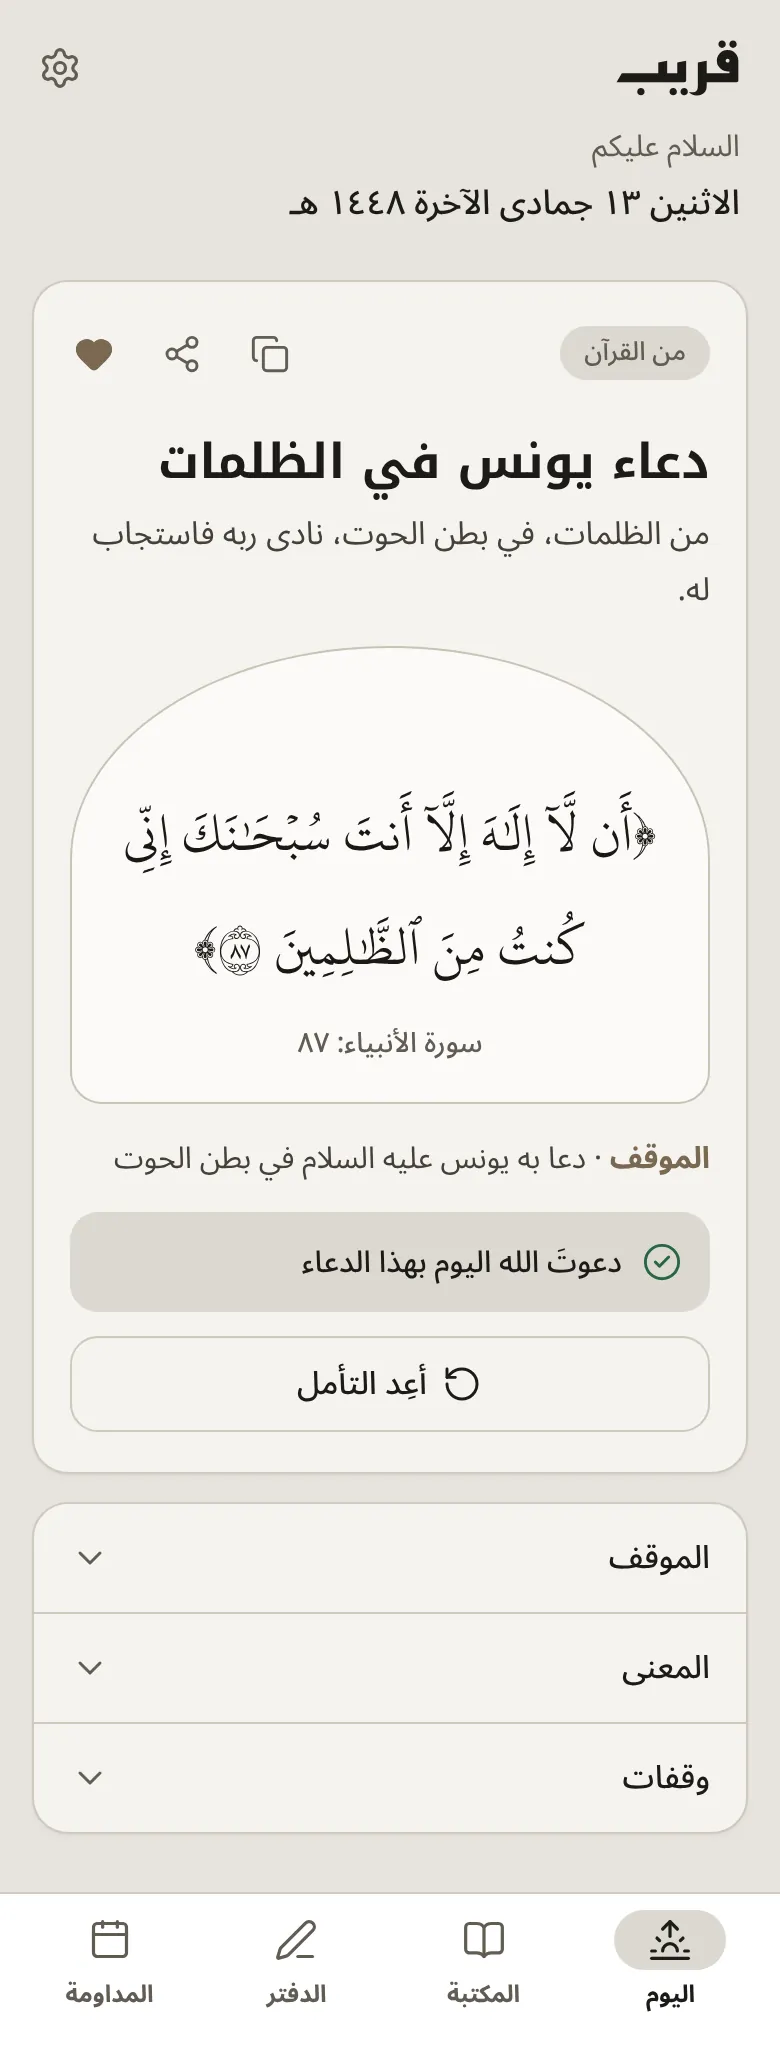 قريب
السلام عليكم
الاثنين ١٣ جمادى الآخرة ١٤٤٨ هـ
من القرآن
دعاء يونس في الظلمات
من الظلمات، في بطن الحوت، نادى ربه فاستجاب
له.
﴿أَن لَّآ إِلَـٰهَ إِلَّآ أَنتَ سُبۡحَـٰنَكَ إِنِّي
كُنتُ مِنَ ٱلظَّـٰلِمِينَ ٨٧﴾
سورة الأنبياء: ٨٧
الموقف · دعا به يونس عليه السلام في بطن الحوت
دعوتَ الله اليوم بهذا الدعاء
أعِد التأمل
الموقف
المعنى
وقفات
اليوم
المكتبة
الدفتر
المداومة